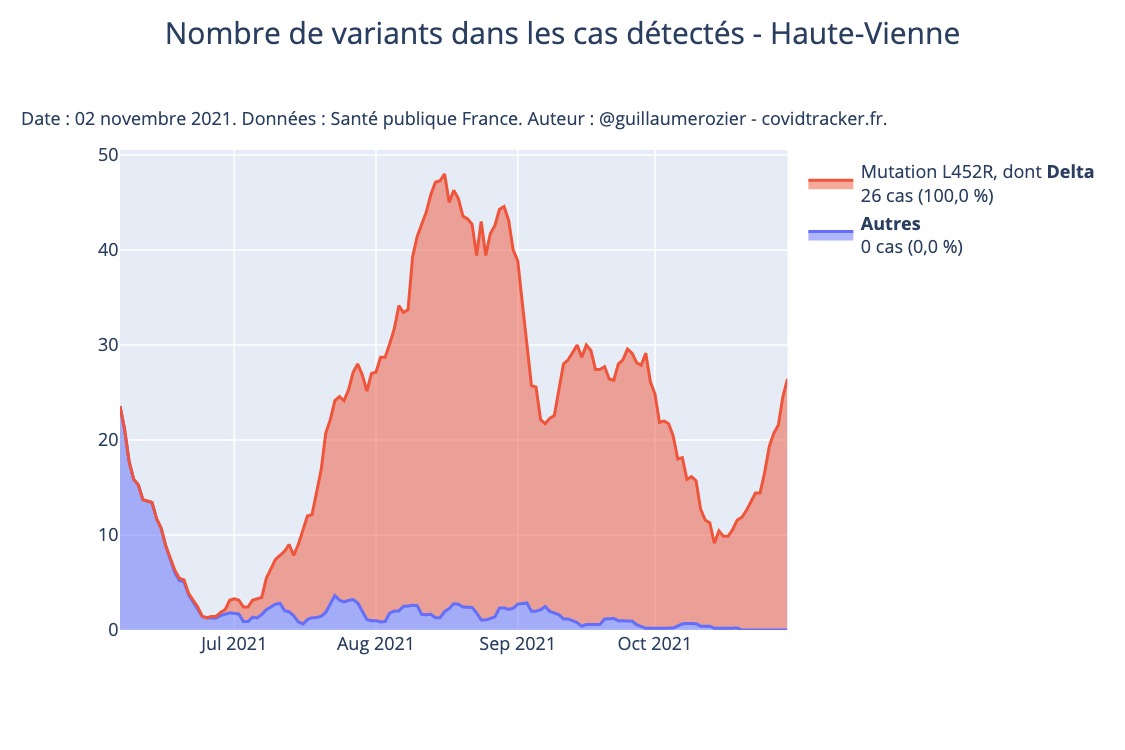 Nombre de variants dans les cas détectés - Haute-Vienne
Date : 02 novembre 2021. Données : Santé publique France. Auteur : @guillaumerozier - covidtracker.fr.
50
40
30
20
10
0
Jul 2021
Aug 2021
Sep 2021
Oct 2021
Mutation L452R, dont Delta
26 cas (100,0 %)
Autres
0 cas (0,0 %)